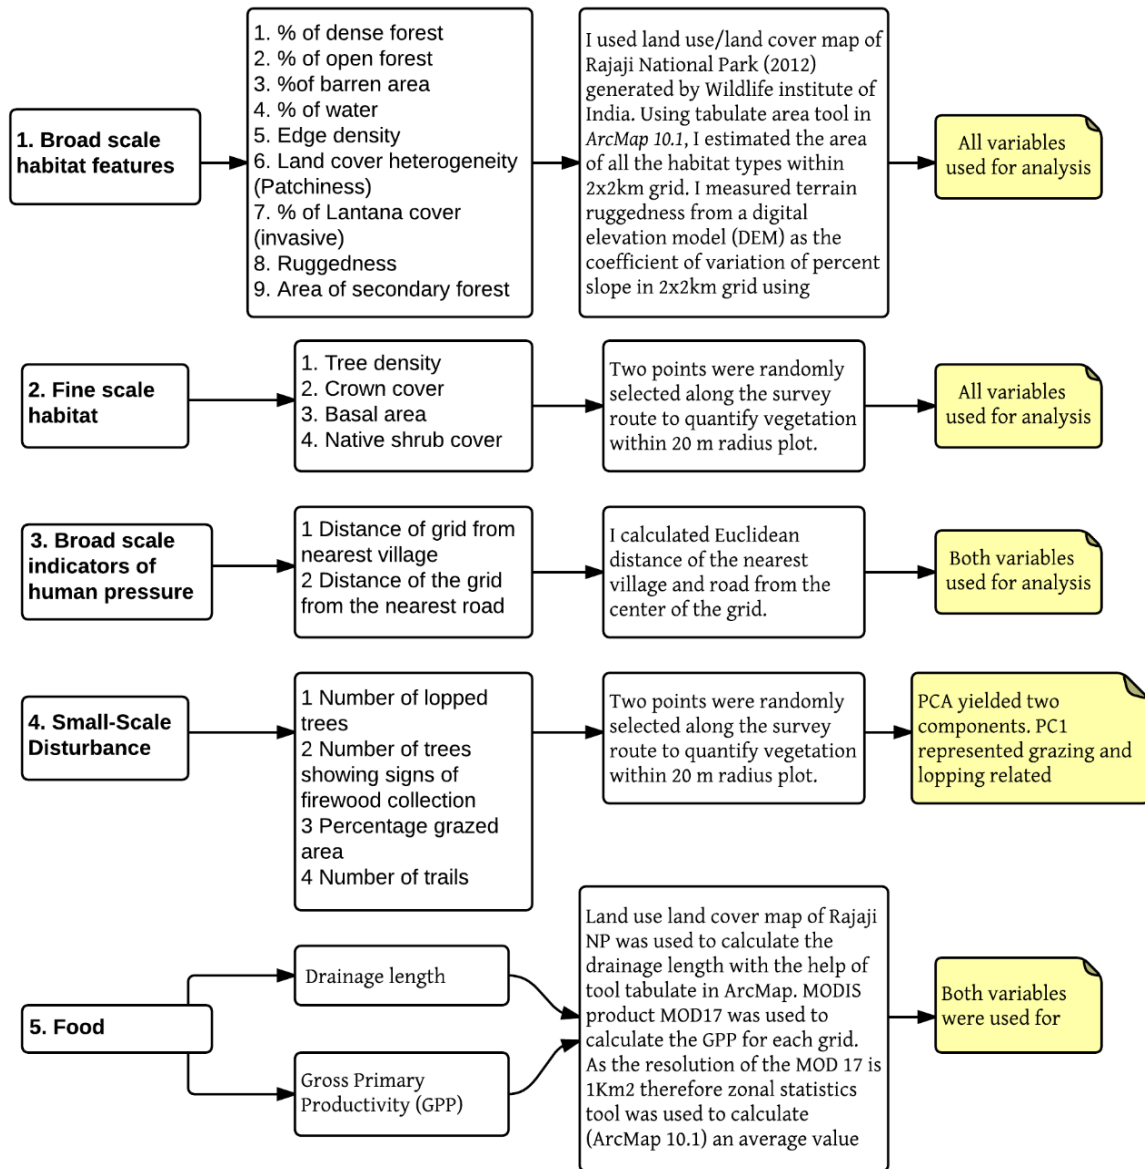 1. Broad scale
habitat features
1. % of dense forest
2. % of open forest
3. %of barren area
4. % of water
5. Edge density
6. Land cover heterogeneity
(Patchiness)
7. % of Lantana cover
(invasive)
8. Ruggedness
9. Area of secondary forest
I used land use/land cover map of
Rajaji National Park (2012)
generated by Wildlife institute of
India. Using tabulate area tool in
ArcMap 10.1, I estimated the area
of all the habitat types within
2x2km grid. I measured terrain
ruggedness from a digital
elevation model (DEM) as the
coefficient of variation of percent
slope in 2x2km grid using
All variables
used for analysis
2. Fine scale
habitat
1. Tree density
2. Crown cover
3. Basal area
4. Native shrub cover
Two points were randomly
selected along the survey
route to quantify vegetation
within 20 m radius plot.
All variables
used for analysis
3. Broad scale
indicators of
human pressure
1 Distance of grid from
nearest village
2 Distance of the grid
from the nearest road
I calculated Euclidean
distance of the nearest
village and road from the
center of the grid.
Both variables
used for analysis
4. Small-Scale
Disturbance
1 Number of lopped
trees
2 Number of trees
showing signs of
firewood collection
3 Percentage grazed
area
4 Number of trails
Two points were randomly
selected along the survey
route to quantify vegetation
within 20 m radius plot.
PCA yielded two
components. PC1
represented grazing and
lopping related
5. Food
Drainage length
Gross Primary
Productivity (GPP)
Land use land cover map of Rajaji
NP was used to calculate the
drainage length with the help of
tool tabulate in ArcMap. MODIS
product MOD17 was used to
calculate the GPP for each grid.
As the resolution of the MOD 17 is
1Km2 therefore zonal statistics
tool was used to calculate
(ArcMap 10.1) an average value
Both variables
were used for